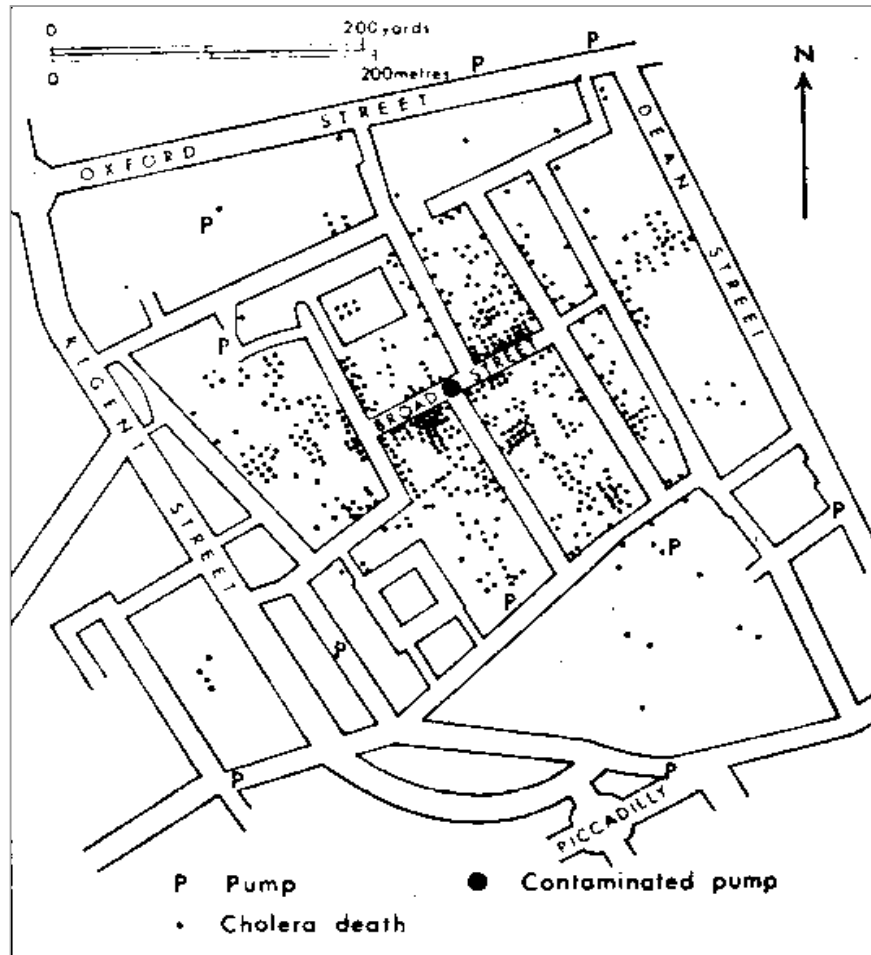 0 200 yards
0 200 metres
P
P
N
OXFORD STREET
DEAN STREET
P
REGENT STREET
P
BROAD STREET
P
P
P
P
P
P
PICCADILLY
P Pump
Contaminated pump
Cholera death